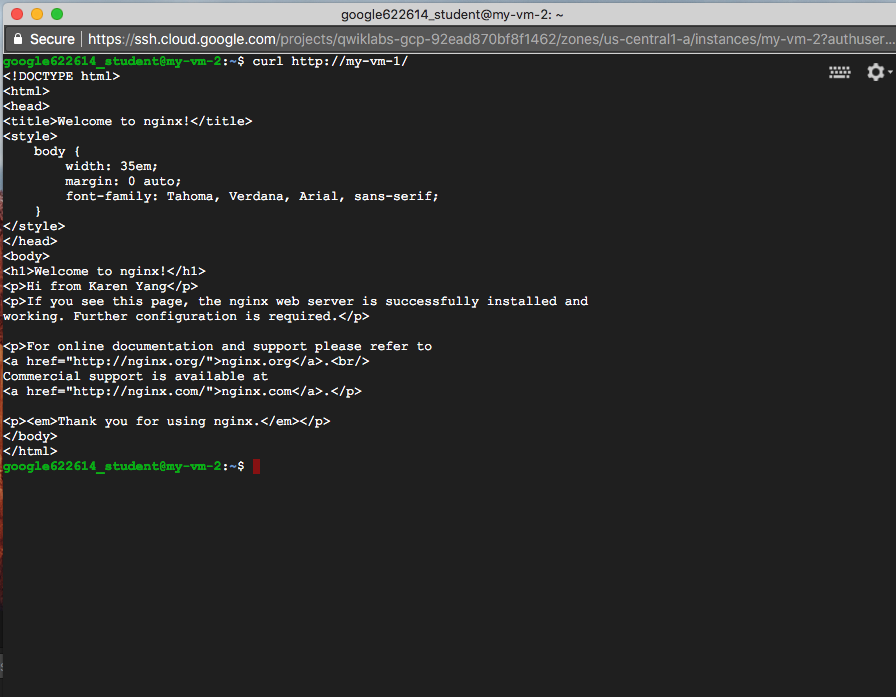 google622614_student@my-vm-2: ~
Secure | https://ssh.cloud.google.com/projects/qwiklabs-gcp-92ead870bf8f1462/zones/us-central1-a/instances/my-vm-2?authuser...
google622614_student@my-vm-2:~$ curl http://my-vm-1/
<!DOCTYPE html>
<html>
<head>
<title>Welcome to nginx!</title>
<style>
    body {
        width: 35em;
        margin: 0 auto;
        font-family: Tahoma, Verdana, Arial, sans-serif;
    }
</style>
</head>
<body>
<h1>Welcome to nginx!</h1>
<p>Hi from Karen Yang</p>
<p>If you see this page, the nginx web server is successfully installed and
working. Further configuration is required.</p>

<p>For online documentation and support please refer to
<a href="http://nginx.org/">nginx.org</a>.<br/>
Commercial support is available at
<a href="http://nginx.com/">nginx.com</a>.</p>

<p><em>Thank you for using nginx.</em></p>
</body>
</html>
google622614_student@my-vm-2:~$